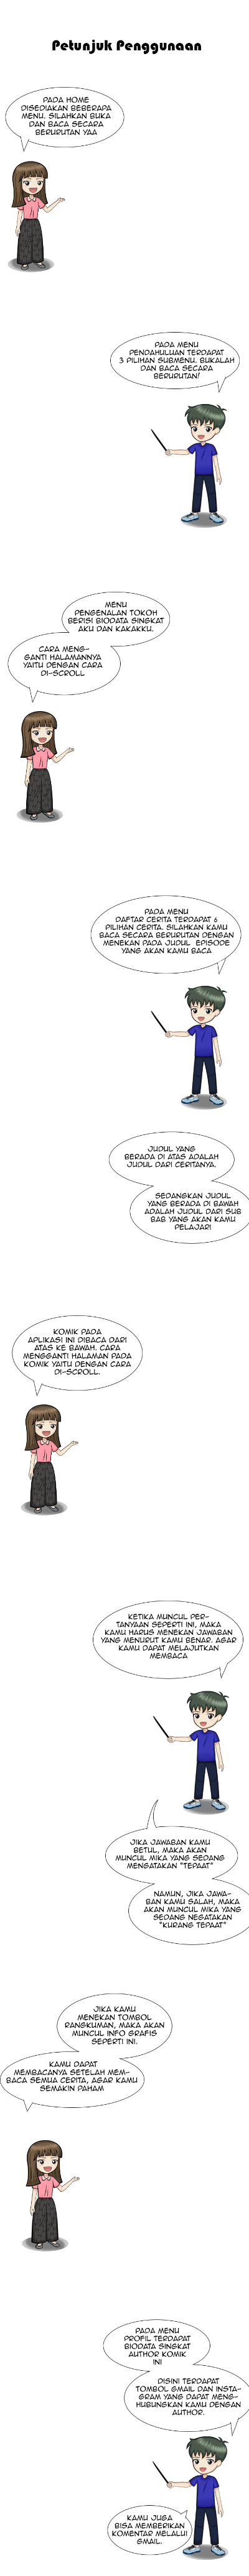 Petunjuk Penggunaan
PADA HOME
DISEDIAKAN BEBERAPA
MENU. SILAHKAN BUKA
DAN BACA SECARA
BERURUTAN YAA
PADA MENU
PENDAHULUAN TERDAPAT
3 PILIHAN SUBMENU. BUKALAH
DAN BACA SECARA
BERURUTAN!
MENU
PENGENALAN TOKOH
BERISI BIODATA SINGKAT
AKU DAN KAKAKKU.
CARA MENG-
GANTI HALAMANNYA
YAITU DENGAN CARA
DI-SCROLL
PADA MENU
DAFTAR CERITA TERDAPAT 6
PILIHAN CERITA. SILAHKAN KAMU
BACA SECARA BERURUTAN DENGAN
MENEKAN PADA JUDUL EPISODE
YANG AKAN KAMU BACA
JUDUL YANG
BERADA DI ATAS ADALAH
JUDUL DARI CERITANYA.
SEDANGKAN JUDUL
YANG BERADA DI BAWAH
ADALAH JUDUL DARI SUB
BAB YANG AKAN KAMU
PELAJARI
KOMIK PADA
APLIKASI INI DIBACA DARI
ATAS KE BAWAH. CARA
MENGGANTI HALAMAN PADA
KOMIK YAITU DENGAN CARA
DI-SCROLL.
KETIKA MUNCUL PER-
TANYAAN SEPERTI INI, MAKA
KAMU HARUS MENEKAN JAWABAN
YANG MENURUT KAMU BENAR. AGAR
KAMU DAPAT MELAJUTKAN
MEMBACA
JIKA JAWABAN KAMU
BETUL, MAKA AKAN
MUNCUL MIKA YANG SEDANG
MENGATAKAN "TEPAAT"
NAMUN, JIKA JAWA-
BAN KAMU SALAH, MAKA
AKAN MUNCUL MIKA YANG
SEDANG NEGATAKAN
"KURANG TEPAAT"
JIKA KAMU
MENEKAN TOMBOL
RANGKUMAN, MAKA AKAN
MUNCUL INFO GRAFIS
SEPERTI INI.
KAMU DAPAT
MEMBACANYA SETELAH MEM-
BACA SEMUA CERITA, AGAR KAMU
SEMAKIN PAHAM
PADA MENU
PROFIL TERDAPAT
BIODATA SINGKAT
AUTHOR KOMIK
INI
DISINI TERDAPAT
TOMBOL GMAIL DAN INSTA-
GRAM YANG DAPAT MENG-
HUBUNGKAN KAMU DENGAN
AUTHOR.
KAMU JUGA
BISA MEMBERIKAN
KOMENTAR MELALUI
GMAIL.